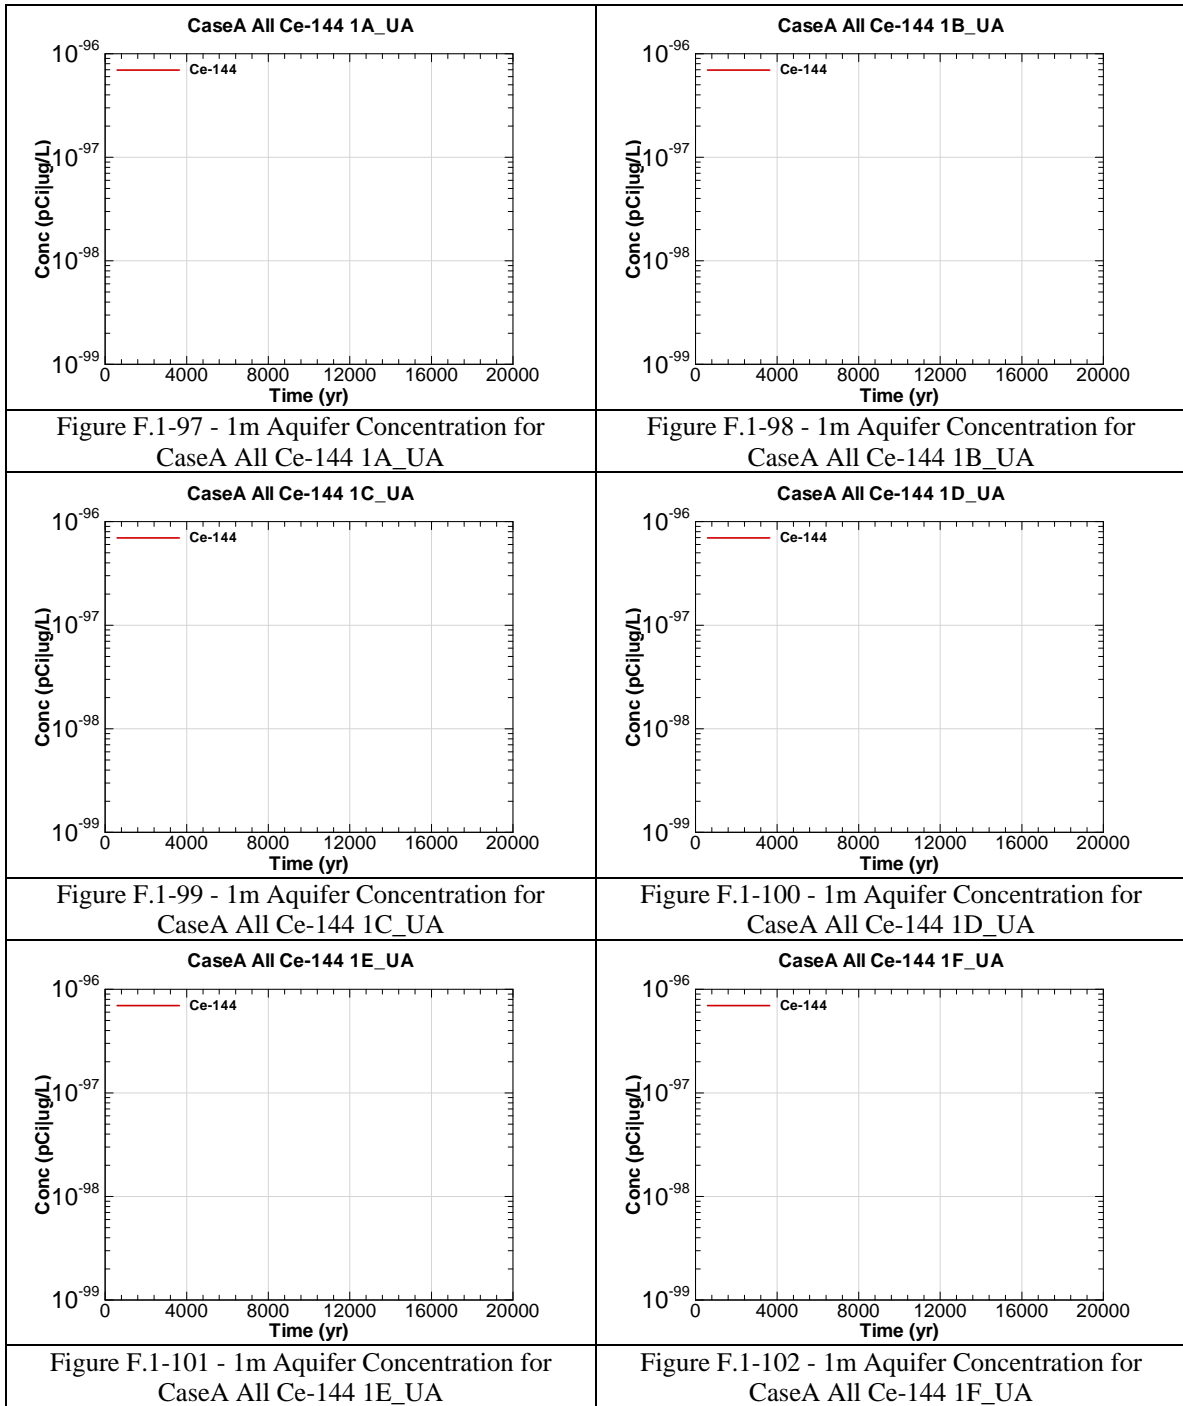 CaseA All Ce-144 1A_UA
Conc (pCi|ug/L)
10^-96
10^-97
10^-98
10^-99
Ce-144
0 4000 8000 12000 16000 20000
Time (yr)
Figure F.1-97 - 1m Aquifer Concentration for
CaseA All Ce-144 1A_UA
CaseA All Ce-144 1B_UA
Conc (pCi|ug/L)
10^-96
10^-97
10^-98
10^-99
Ce-144
0 4000 8000 12000 16000 20000
Time (yr)
Figure F.1-98 - 1m Aquifer Concentration for
CaseA All Ce-144 1B_UA
CaseA All Ce-144 1C_UA
Conc (pCi|ug/L)
10^-96
10^-97
10^-98
10^-99
Ce-144
0 4000 8000 12000 16000 20000
Time (yr)
Figure F.1-99 - 1m Aquifer Concentration for
CaseA All Ce-144 1C_UA
CaseA All Ce-144 1D_UA
Conc (pCi|ug/L)
10^-96
10^-97
10^-98
10^-99
Ce-144
0 4000 8000 12000 16000 20000
Time (yr)
Figure F.1-100 - 1m Aquifer Concentration for
CaseA All Ce-144 1D_UA
CaseA All Ce-144 1E_UA
Conc (pCi|ug/L)
10^-96
10^-97
10^-98
10^-99
Ce-144
0 4000 8000 12000 16000 20000
Time (yr)
Figure F.1-101 - 1m Aquifer Concentration for
CaseA All Ce-144 1E_UA
CaseA All Ce-144 1F_UA
Conc (pCi|ug/L)
10^-96
10^-97
10^-98
10^-99
Ce-144
0 4000 8000 12000 16000 20000
Time (yr)
Figure F.1-102 - 1m Aquifer Concentration for
CaseA All Ce-144 1F_UA